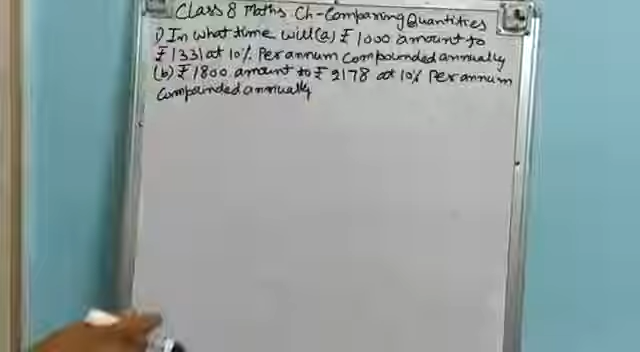 Class 8 Maths Ch-Comparing Quantities
1) In what time will (a) ₹ 1000 amount to
₹ 1331 at 10% per annum compounded annually
(b) ₹ 1800 amount to ₹ 2178 at 10% per annum
compounded annually